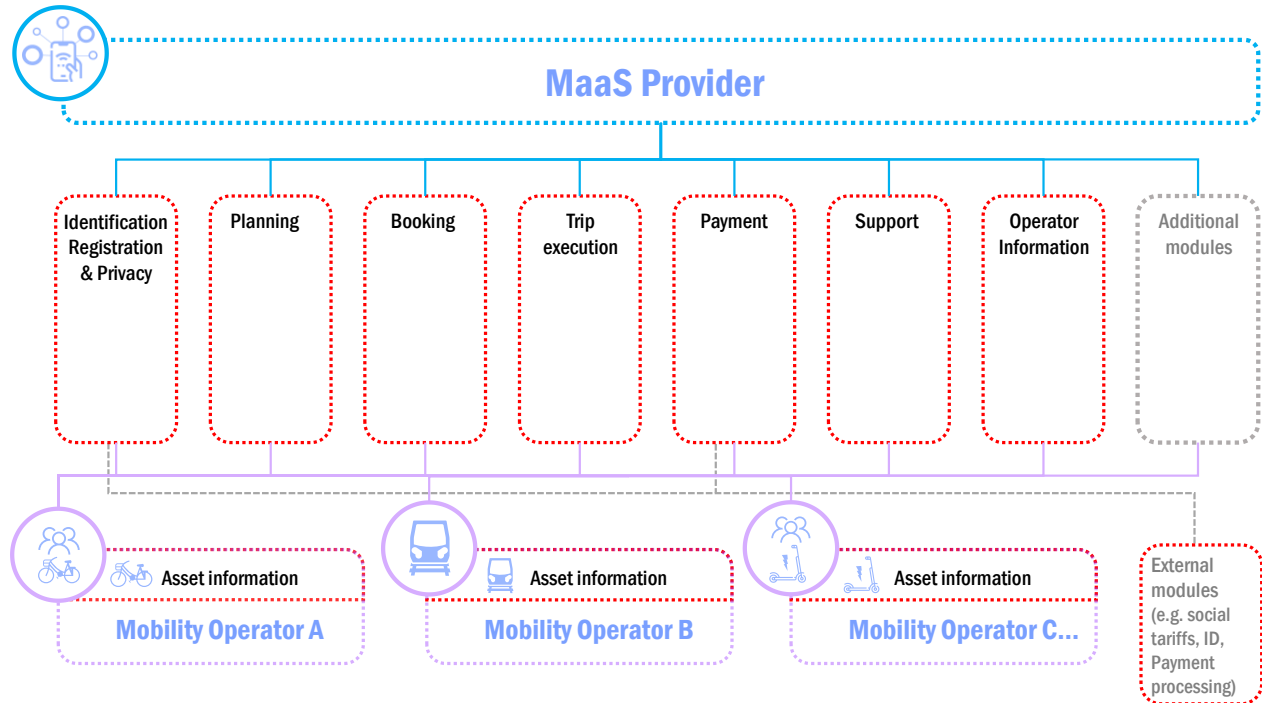 MaaS Provider
Identification
Registration
& Privacy
Planning
Booking
Trip
execution
Payment
Support
Operator
Information
Additional
modules
Asset information
Mobility Operator A
Asset information
Mobility Operator B
Asset information
Mobility Operator C...
External
modules
(e.g. social
tariffs, ID,
Payment
processing)